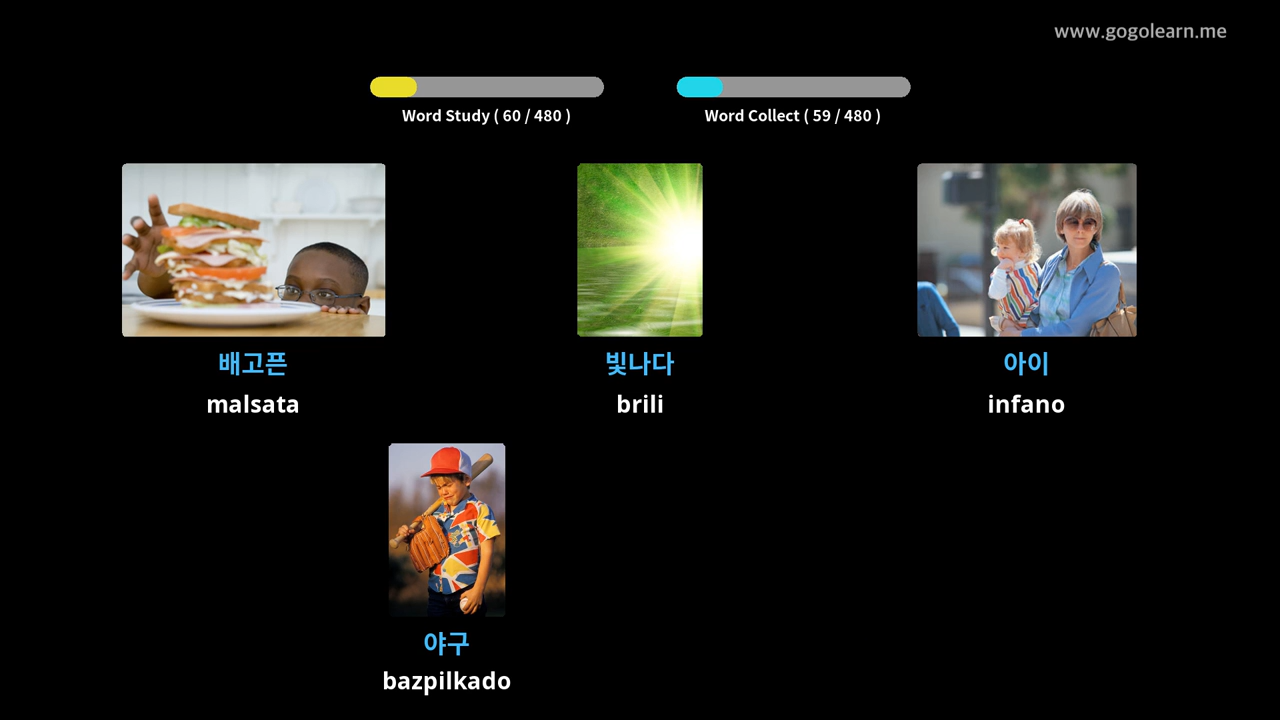 www.gogolearn.me
Word Study ( 60 / 480 )
Word Collect ( 59 / 480 )
배고픈
malsata
빛나다
brili
아이
infano
야구
bazpilkado